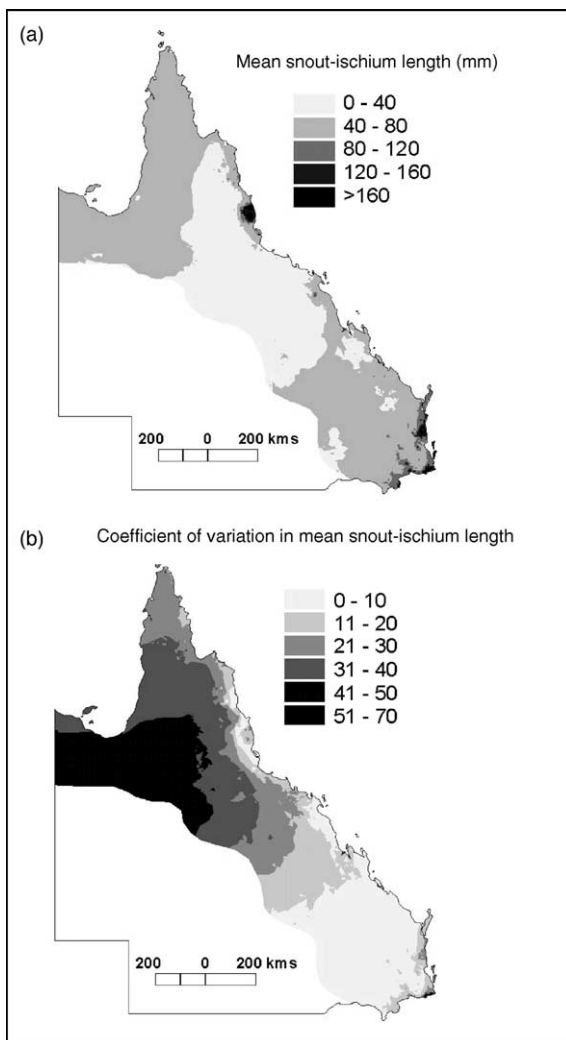 (a)
Mean snout-ischium length (mm)
0 - 40
40 - 80
80 - 120
120 - 160
>160
200 0 200 kms
(b)
Coefficient of variation in mean snout-ischium length
0 - 10
11 - 20
21 - 30
31 - 40
41 - 50
51 - 70
200 0 200 kms